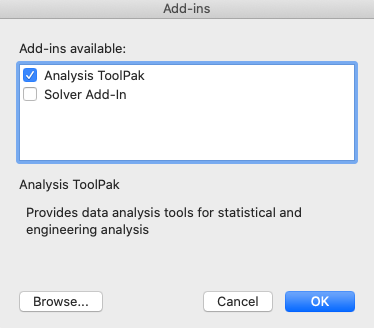 Add-ins
Add-ins available:
Analysis ToolPak
Solver Add-In
Analysis ToolPak
Provides data analysis tools for statistical and
engineering analysis
Browse...
Cancel
OK